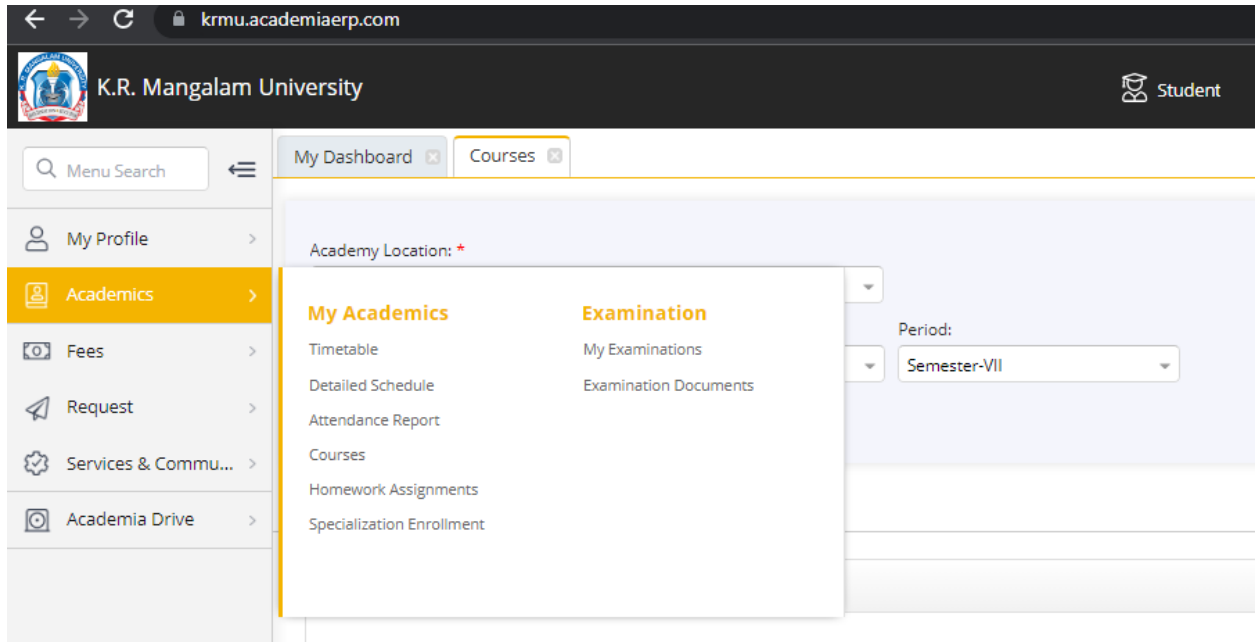 krmu.academiaerp.com
K.R. Mangalam University
Student
Menu Search
My Dashboard
Courses
My Profile
Academics
Fees
Request
Services & Commu...
Academia Drive
Academy Location: *
Period:
Semester-VII
My Academics
Timetable
Detailed Schedule
Attendance Report
Courses
Homework Assignments
Specialization Enrollment
Examination
My Examinations
Examination Documents